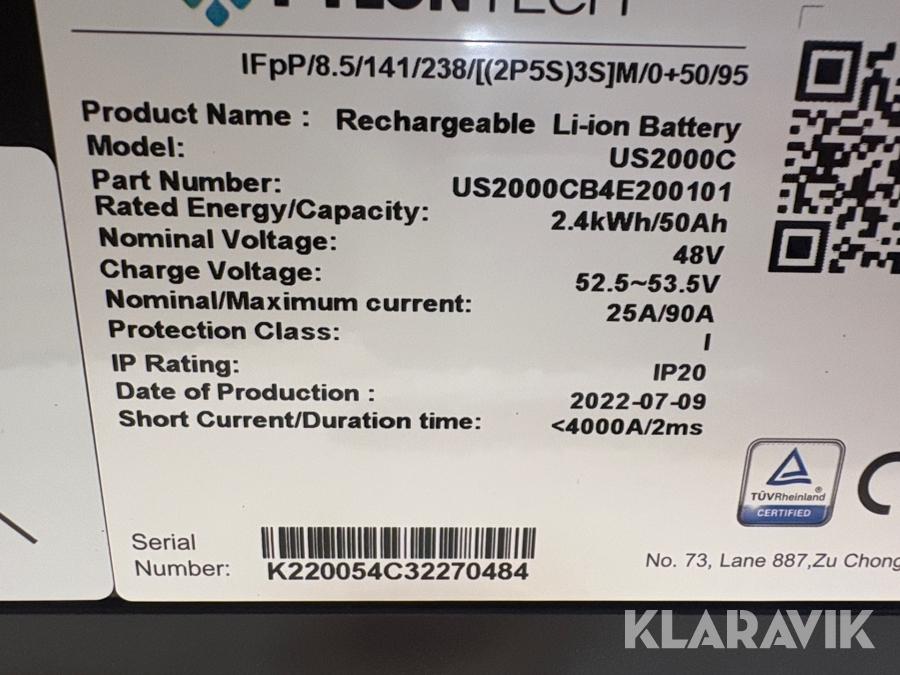 PYLONTECH
IFpP/8.5/141/238/[(2P5S)3S]M/0+50/95
Product Name : Rechargeable Li-ion Battery
Model: US2000C
Part Number: US2000CB4E200101
Rated Energy/Capacity: 2.4kWh/50Ah
Nominal Voltage: 48V
Charge Voltage: 52.5~53.5V
Nominal/Maximum current: 25A/90A
Protection Class: I
IP Rating: IP20
Date of Production : 2022-07-09
Short Current/Duration time: <4000A/2ms
TÜVRheinland®
CERTIFIED
Serial
Number: K220054C32270484
No. 73, Lane 887,Zu Chong
KLARAVIK